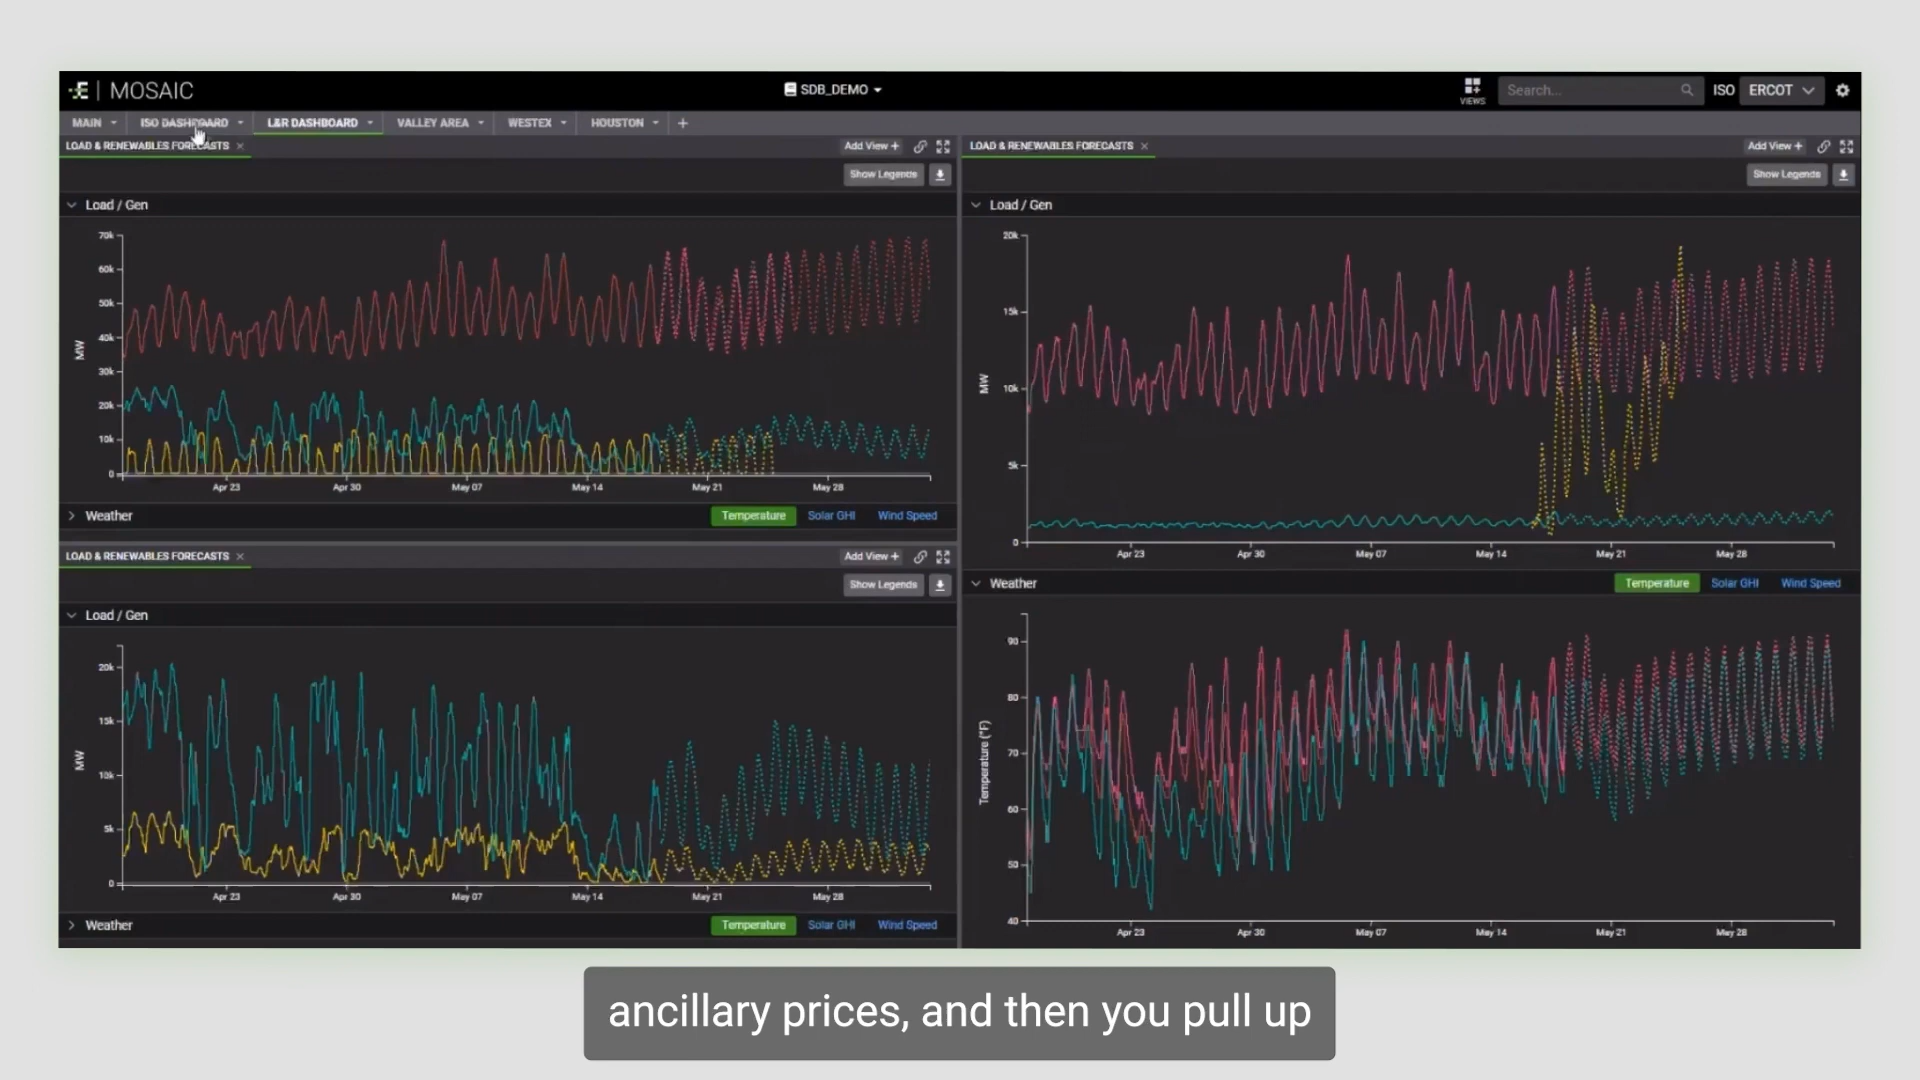 MOSAIC
SDB_DEMO
VIEWS
Search...
ISO
ERCOT
MAIN
ISO DASHBOARD
L&R DASHBOARD
VALLEY AREA
WESTEX
HOUSTON
+
LOAD & RENEWABLES FORECASTS ×
Add View +
Show Legends
Load / Gen
70k
60k
50k
40k
30k
20k
10k
0
MW
Apr 23 Apr 30 May 07 May 14 May 21 May 28
Weather
Temperature Solar GHI Wind Speed
LOAD & RENEWABLES FORECASTS ×
Add View +
Show Legends
Load / Gen
20k
15k
10k
5k
0
MW
Apr 23 Apr 30 May 07 May 14 May 21 May 28
Weather
Temperature Solar GHI Wind Speed
LOAD & RENEWABLES FORECASTS ×
Add View +
Show Legends
Load / Gen
20k
15k
10k
5k
0
MW
Apr 23 Apr 30 May 07 May 14 May 21 May 28
Weather
Temperature Solar GHI Wind Speed
90
80
70
60
50
40
Temperature (°F)
Apr 23 Apr 30 May 07 May 14 May 21 May 28
ancillary prices, and then you pull up